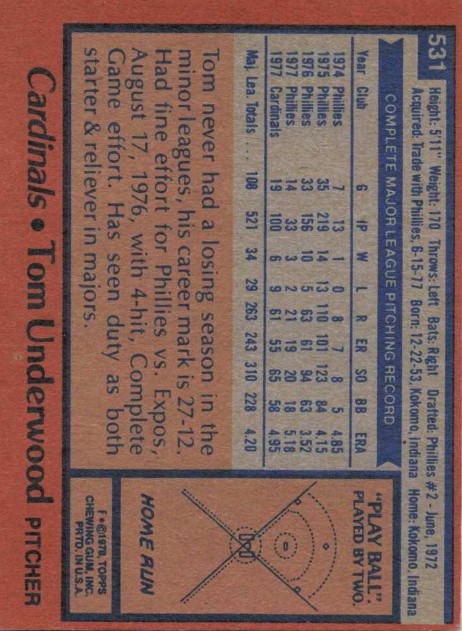 531
Height: 5'11" Weight: 170 Throws: Left Bats: Right Drafted: Phillies #2 - June, 1972
Acquired: Trade with Phillies, 6-15-77 Born: 12-22-53, Kokomo, Indiana Home: Kokomo, Indiana
COMPLETE MAJOR LEAGUE PITCHING RECORD
Year Club G IP W L R ER SO BB ERA
1974 Phillies 7 13 1 0 8 7 8 5 4.85
1975 Phillies 35 219 14 13 110 101 123 84 4.15
1976 Phillies 33 156 10 5 63 61 94 63 3.52
1977 Phillies 14 33 3 2 21 19 20 18 5.18
1977 Cardinals 19 100 6 9 61 55 65 58 4.95
Maj. Lea. Totals . . . 108 521 34 29 263 243 310 228 4.20
Tom never had a losing season in the
minor leagues, his career mark is 27-12.
Had fine effort for Phillies vs. Expos,
August 17, 1976, with 4-hit, Complete
Game effort. Has seen duty as both
starter & reliever in majors.
"PLAY BALL".
PLAYED BY TWO.
HOME RUN
F✶©1978, TOPPS
CHEWING GUM, INC.
PRTD. IN U.S.A.
Cardinals • Tom Underwood PITCHER